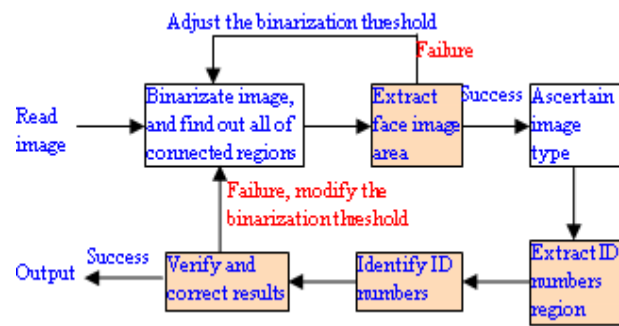 Adjust the binarization threshold
Failure
Read
image
Binarizate image,
and find out all of
connected regions
Extract
face image
area
Success
Ascertain
image
type
Failure, modify the
binarization threshold
Output
Success
Verify and
correct results
Identify ID
numbers
Extract ID
numbers
region